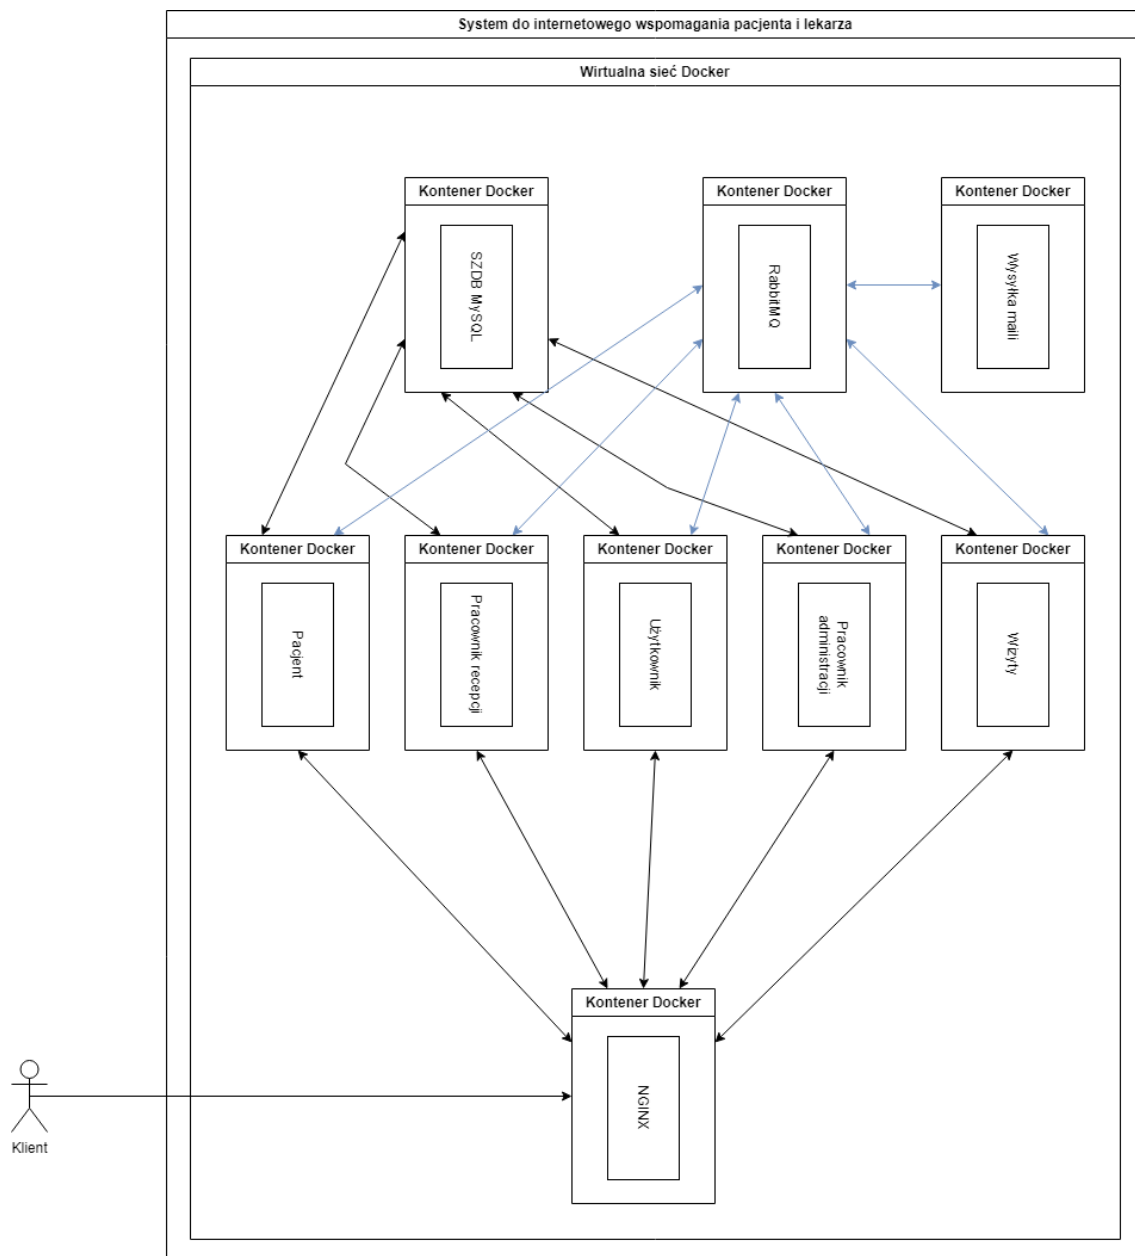 System do internetowego wspomagania pacjenta i lekarza
Wirtualna sieć Docker
Kontener Docker
SZDB MySQL
Kontener Docker
RabbitMQ
Kontener Docker
Wysyłka maili
Kontener Docker
Pacjent
Kontener Docker
Pracownik recepcji
Kontener Docker
Użytkownik
Kontener Docker
Pracownik
administracji
Kontener Docker
Wizyty
Kontener Docker
NGINX
Klient